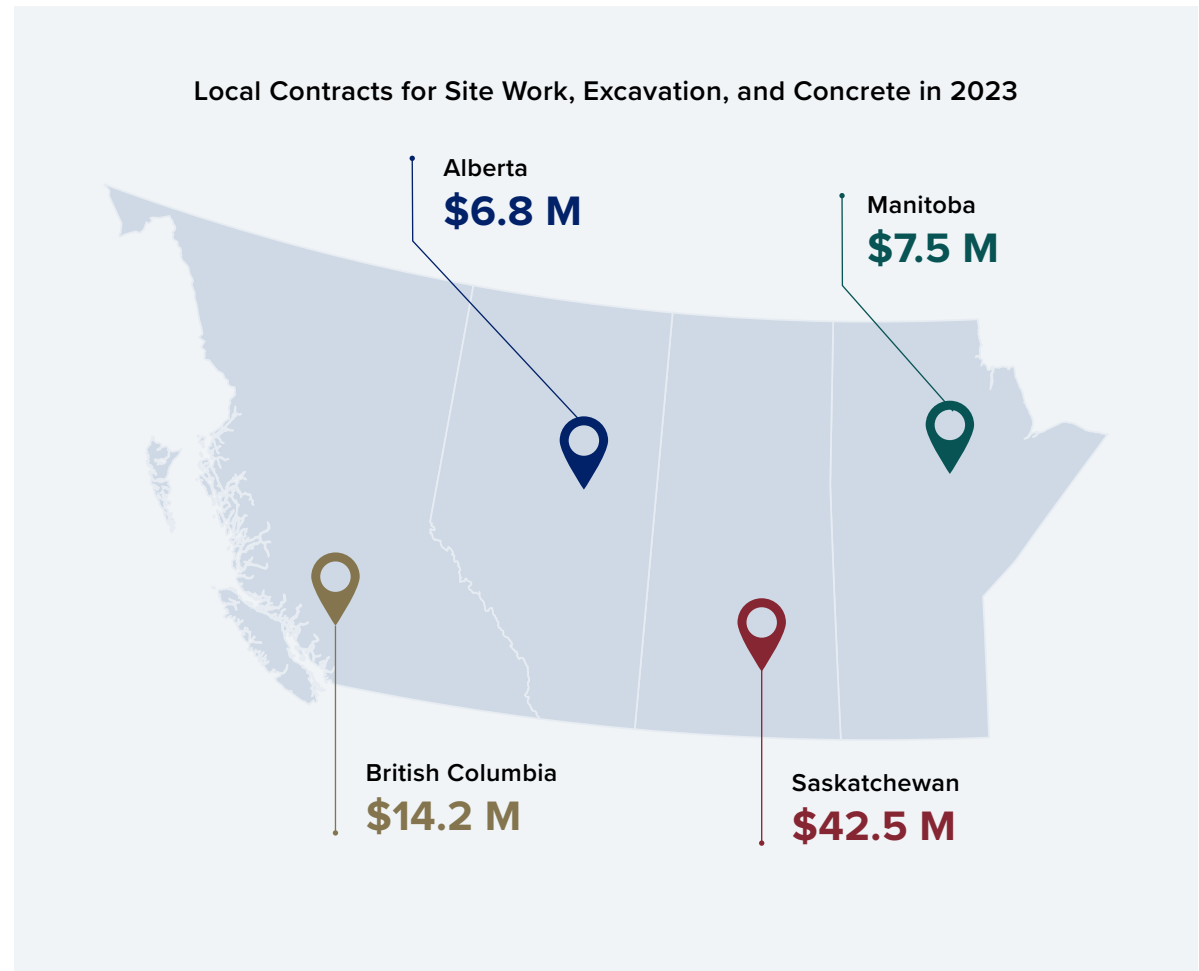 Local Contracts for Site Work, Excavation, and Concrete in 2023
Alberta
$6.8 M
Manitoba
$7.5 M
British Columbia
$14.2 M
Saskatchewan
$42.5 M